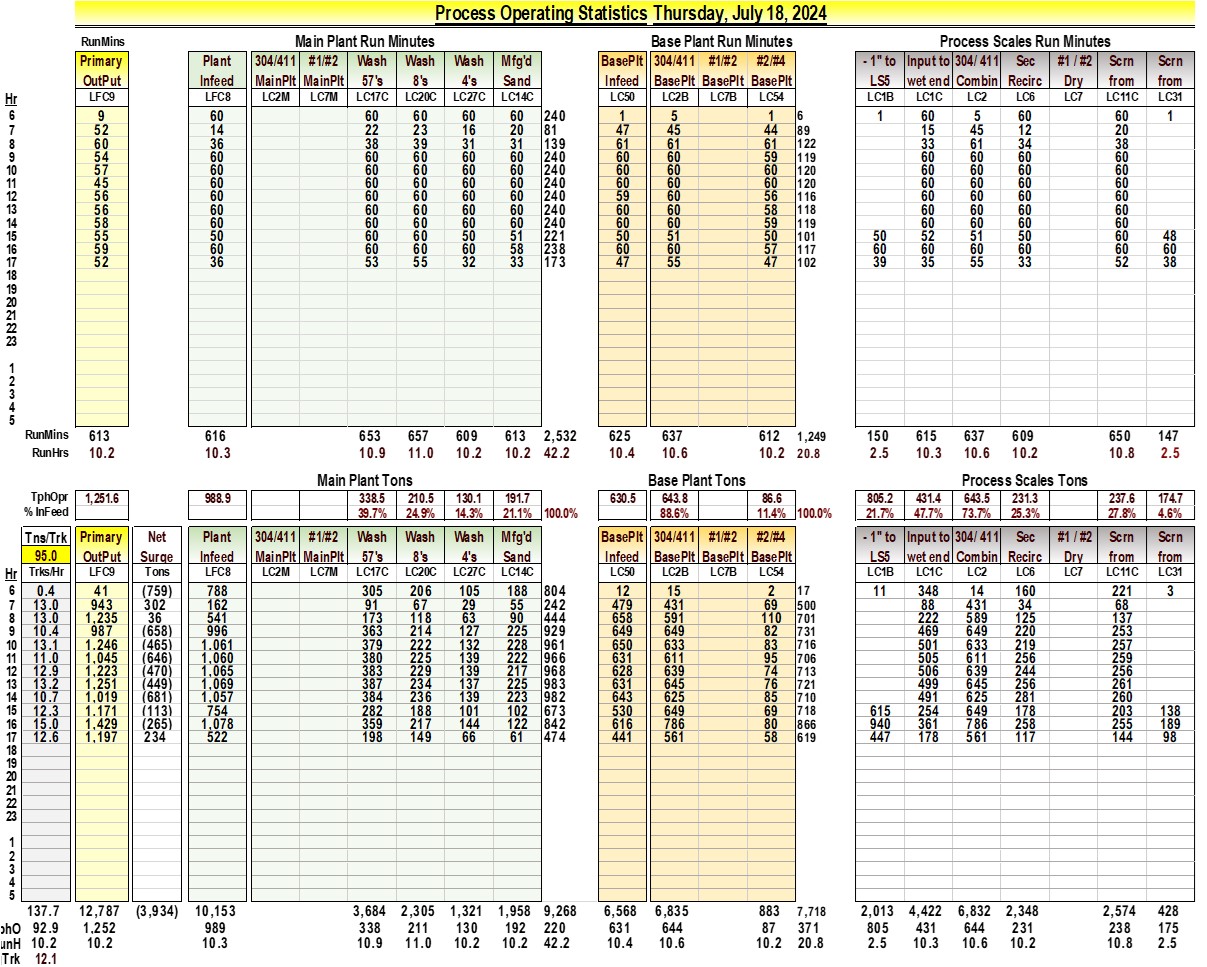 Process Operating Statistics Thursday, July 18, 2024
RunMins Main Plant Run Minutes Base Plant Run Minutes Process Scales Run Minutes
Primary Plant 304/411 #1/#2 Wash Wash Wash Mfg'd BasePlt 304/411 #1/#2 #2/#4 - 1" to Input to 304/ 411 Sec #1 / #2 Scrn Scrn
OutPut Infeed MainPlt MainPlt 57's 8's 4's Sand Infeed BasePlt BasePlt BasePlt LS5 wet end Combin Recirc Dry from from
Hr LFC9 LFC8 LC2M LC7M LC17C LC20C LC27C LC14C LC50 LC2B LC7B LC54 LC1B LC1C LC2 LC6 LC7 LC11C LC31
6 9 60 60 60 60 60 240 1 5 1 6 1 60 5 60 60 1
7 52 14 22 23 16 20 81 47 45 44 89 15 45 12 20
8 60 36 38 39 31 31 139 61 61 61 122 33 61 34 38
9 54 60 60 60 60 60 240 60 60 59 119 60 60 60 60
10 57 60 60 60 60 60 240 60 60 60 120 60 60 60 60
11 45 60 60 60 60 60 240 60 60 60 120 60 60 60 60
12 56 60 60 60 60 60 240 59 60 56 116 60 60 60 60
13 56 60 60 60 60 60 240 60 60 58 118 60 60 60 60
14 58 60 60 60 60 60 240 60 60 59 119 60 60 60 60
15 55 50 60 60 50 51 221 50 51 50 101 50 52 51 50 60 48
16 59 60 60 60 60 58 238 60 60 57 117 60 60 60 60 60 60
17 52 36 53 55 32 33 173 47 55 47 102 39 35 55 33 52 38
18
19
20
21
22
23
1
2
3
4
5
RunMins 613 616 653 657 609 613 2,532 625 637 612 1,249 150 615 637 609 650 147
RunHrs 10.2 10.3 10.9 11.0 10.2 10.2 42.2 10.4 10.6 10.2 20.8 2.5 10.3 10.6 10.2 10.8 2.5
Main Plant Tons Base Plant Tons Process Scales Tons
TphOpr 1,251.6 988.9 338.5 210.5 130.1 191.7 630.5 643.8 86.6 805.2 431.4 643.5 231.3 237.6 174.7
% InFeed 39.7% 24.9% 14.3% 21.1% 100.0% 88.6% 11.4% 100.0% 21.7% 47.7% 73.7% 25.3% 27.8% 4.6%
Tns/Trk Primary Net Plant 304/411 #1/#2 Wash Wash Wash Mfg'd BasePlt 304/411 #1/#2 #2/#4 - 1" to Input to 304/ 411 Sec #1 / #2 Scrn Scrn
95.0 OutPut Surge Infeed MainPlt MainPlt 57's 8's 4's Sand Infeed BasePlt BasePlt BasePlt LS5 wet end Combin Recirc Dry from from
Hr Trks/Hr LFC9 Tons LFC8 LC2M LC7M LC17C LC20C LC27C LC14C LC50 LC2B LC7B LC54 LC1B LC1C LC2 LC6 LC7 LC11C LC31
6 0.4 41 (759) 788 305 206 105 188 804 12 15 2 17 11 348 14 160 221 3
7 13.0 943 302 162 91 67 29 55 242 479 431 69 500 88 431 34 68
8 13.0 1,235 36 541 173 118 63 90 444 658 591 110 701 222 589 125 137
9 10.4 987 (658) 996 363 214 127 225 929 649 649 82 731 469 649 220 253
10 13.1 1,246 (465) 1,061 379 222 132 228 961 650 633 83 716 501 633 219 257
11 11.0 1,045 (646) 1,060 380 225 139 222 966 631 611 95 706 505 611 256 259
12 12.9 1,223 (470) 1,065 383 229 139 217 968 628 639 74 713 506 639 244 256
13 13.2 1,251 (449) 1,069 387 234 137 225 983 631 645 76 721 499 645 256 261
14 10.7 1,019 (681) 1,057 384 236 139 223 982 643 625 85 710 491 625 281 260
15 12.3 1,171 (113) 754 282 188 101 102 673 530 649 69 718 615 254 649 178 203 138
16 15.0 1,429 (265) 1,078 359 217 144 122 842 616 786 80 866 940 361 786 258 255 189
17 12.6 1,197 234 522 198 149 66 61 474 441 561 58 619 447 178 561 117 144 98
18
19
20
21
22
23
1
2
3
4
5
137.7 12,787 (3,934) 10,153 3,684 2,305 1,321 1,958 9,268 6,568 6,835 883 7,718 2,013 4,422 6,832 2,348 2,574 428
phO 92.9 1,252 989 338 211 130 192 220 631 644 87 371 805 431 644 231 238 175
unH 10.2 10.2 10.3 10.9 11.0 10.2 10.2 42.2 10.4 10.6 10.2 20.8 2.5 10.3 10.6 10.2 10.8 2.5
Trk 12.1